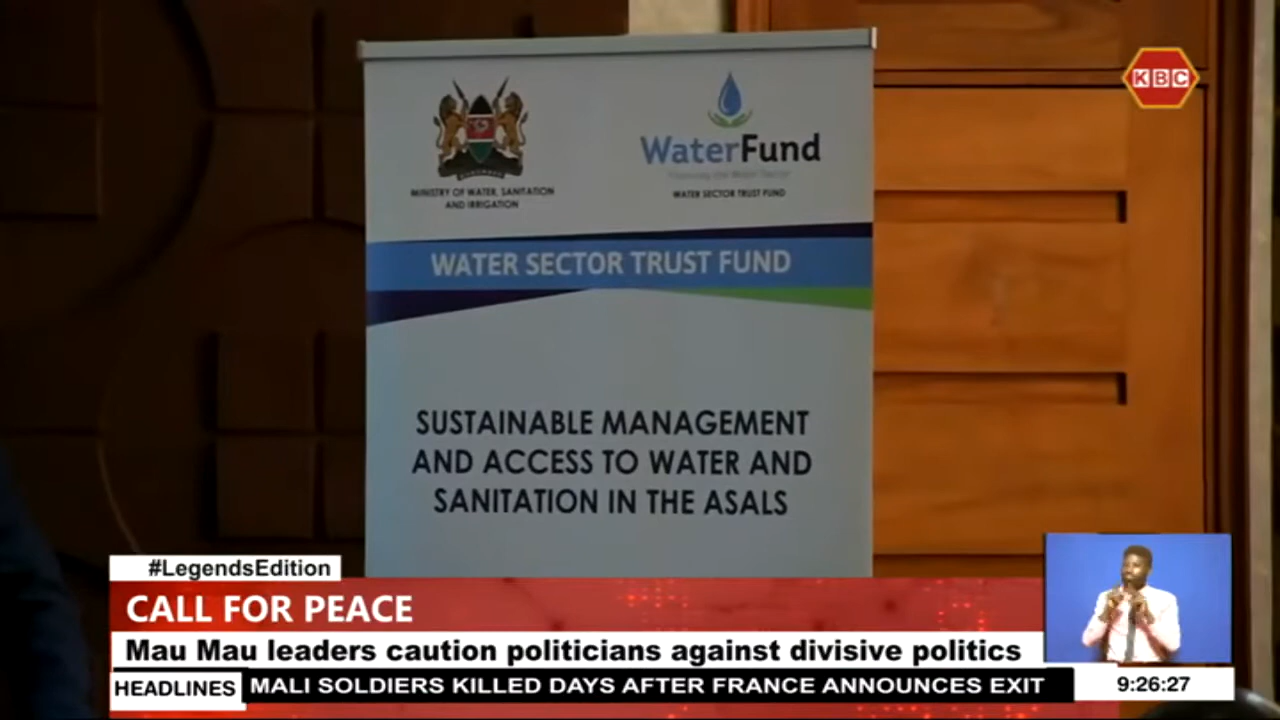 KBC
WaterFund
MINISTRY OF WATER, SANITATION
AND IRRIGATION
WATER SECTOR TRUST FUND
WATER SECTOR TRUST FUND
SUSTAINABLE MANAGEMENT
AND ACCESS TO WATER AND
SANITATION IN THE ASALS
#LegendsEdition
CALL FOR PEACE
Mau Mau leaders caution politicians against divisive politics
HEADLINES MALI SOLDIERS KILLED DAYS AFTER FRANCE ANNOUNCES EXIT 9:26:27